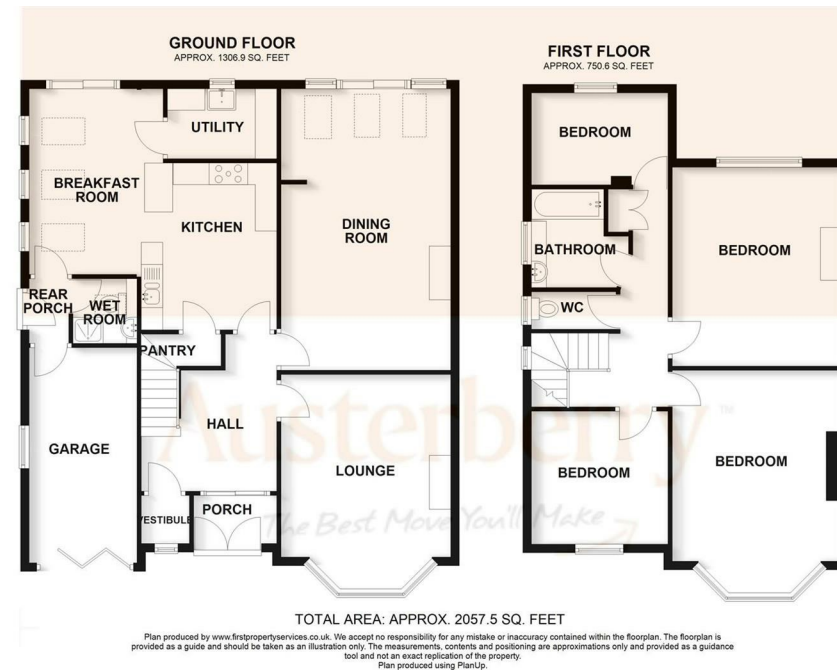 GROUND FLOOR
APPROX. 1306.9 SQ. FEET
FIRST FLOOR
APPROX. 750.6 SQ. FEET
UTILITY
BEDROOM
BREAKFAST
ROOM
KITCHEN
DINING
ROOM
BATHROOM
BEDROOM
REAR
PORCH
WET
ROOM
WC
PANTRY
HALL
GARAGE
LOUNGE
BEDROOM
BEDROOM
VESTIBULE
PORCH
Austerberry™
The Best Move You'll Make
TOTAL AREA: APPROX. 2057.5 SQ. FEET
Plan produced by www.firstpropertyservices.co.uk. We accept no responsibility for any mistake or inaccuracy contained within the floorplan. The floorplan is
provided as a guide and should be taken as an illustration only. The measurements, contents and positioning are approximations only and provided as a guidance
tool and not an exact replication of the property.
Plan produced using PlanUp.